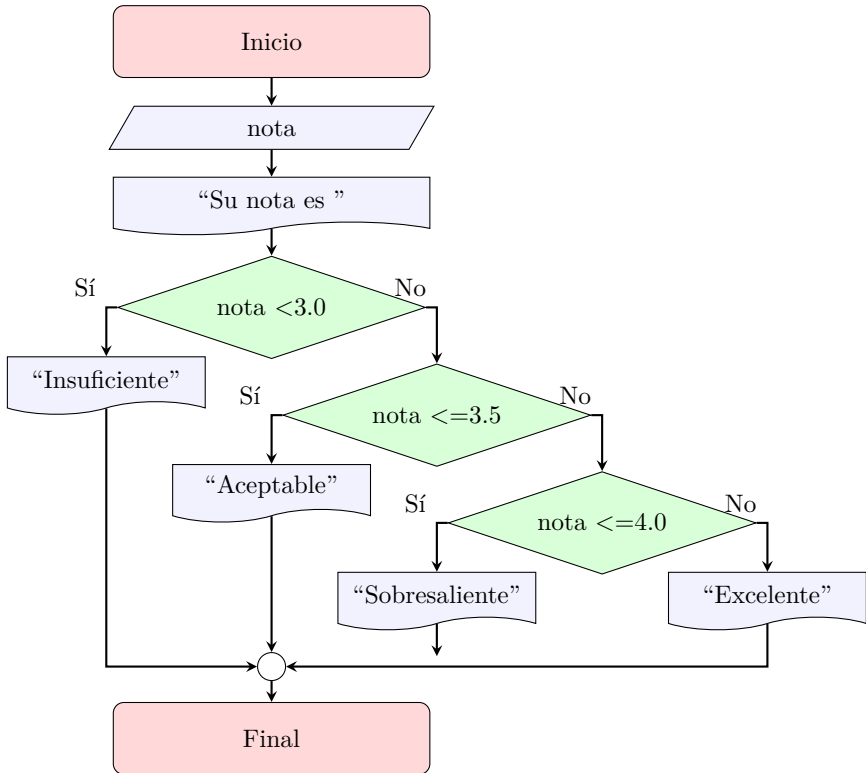 Inicio
nota
“Su nota es ”
Sí
No
nota <3.0
“Insuficiente”
Sí
No
nota <=3.5
“Aceptable”
Sí
No
nota <=4.0
“Sobresaliente”
“Excelente”
Final